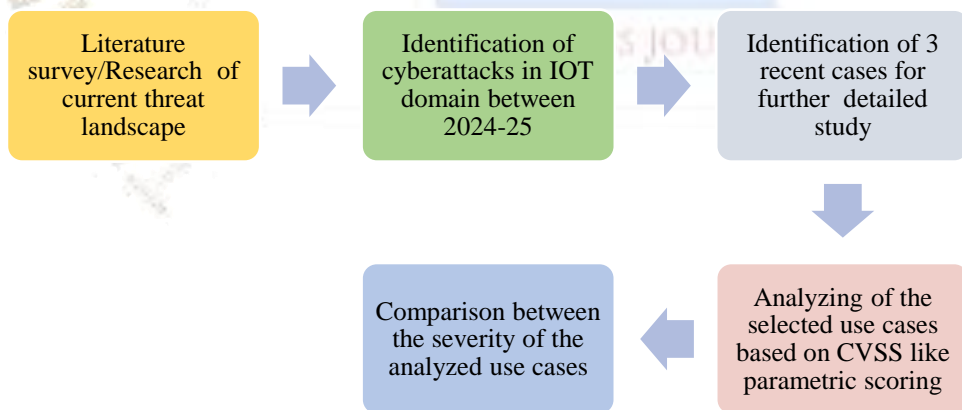 Literature
survey/Research of
current threat
landscape
Identification of
cyberattacks in IOT
domain between
2024-25
Identification of 3
recent cases for
further detailed
study
Analyzing of the
selected use cases
based on CVSS like
parametric scoring
Comparison between
the severity of the
analyzed use cases